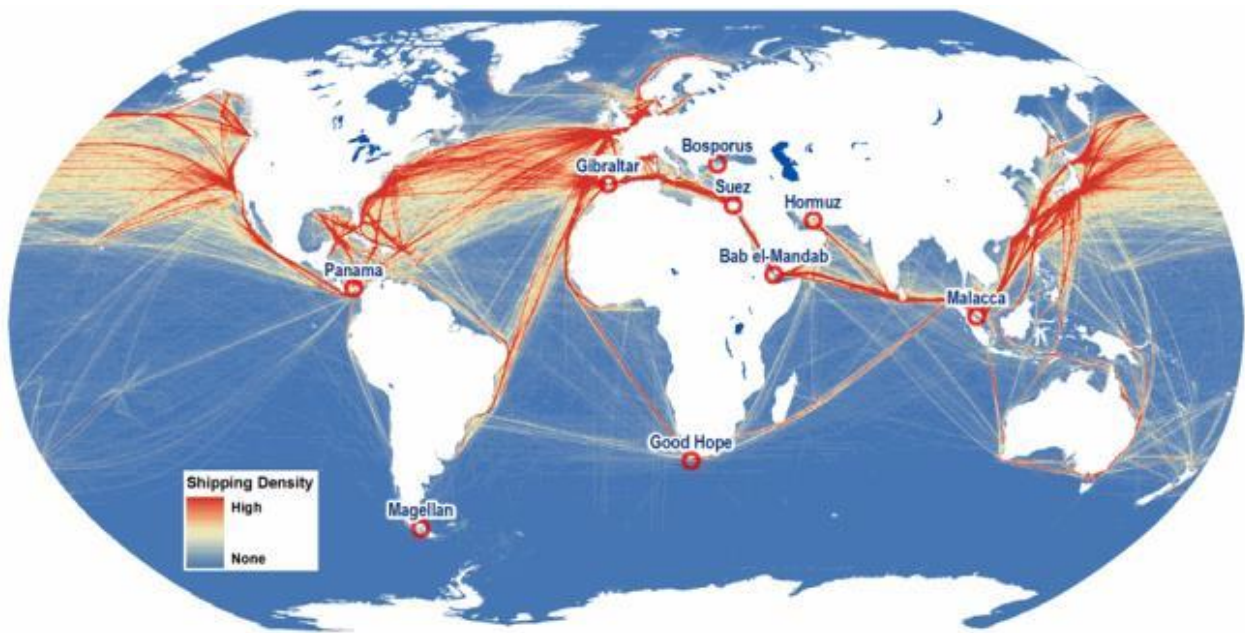 Bosporus
Gibraltar
Suez
Hormuz
Bab el-Mandab
Panama
Malacca
Good Hope
Shipping Density
High
None
Magellan